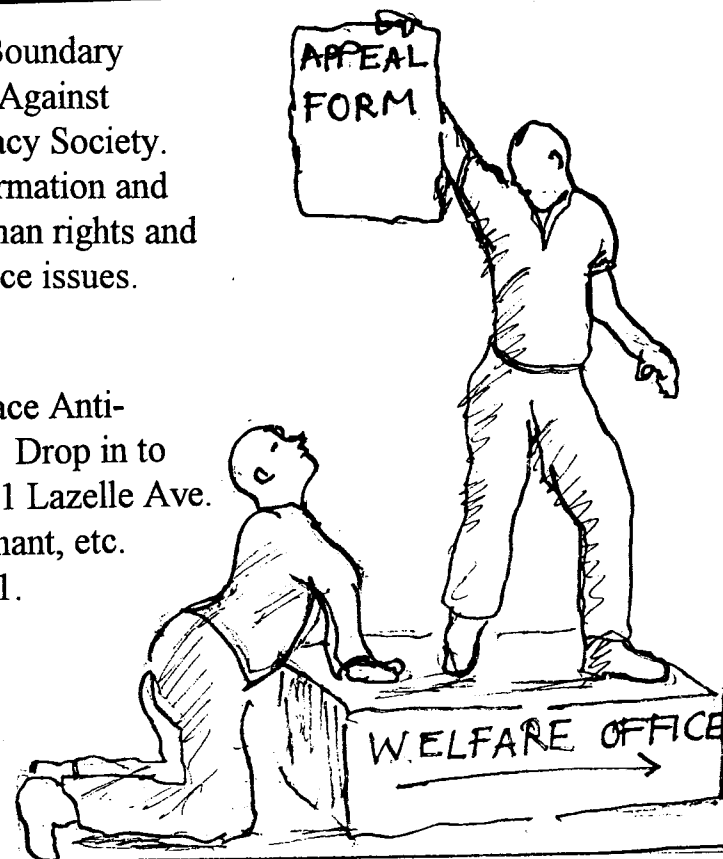 Boundary
Against
acy Society.
rmation and
nan rights and
ce issues.
ace Anti-
Drop in to
1 Lazelle Ave.
nant, etc.
1.
APPEAL
FORM
WELFARE OFFICE